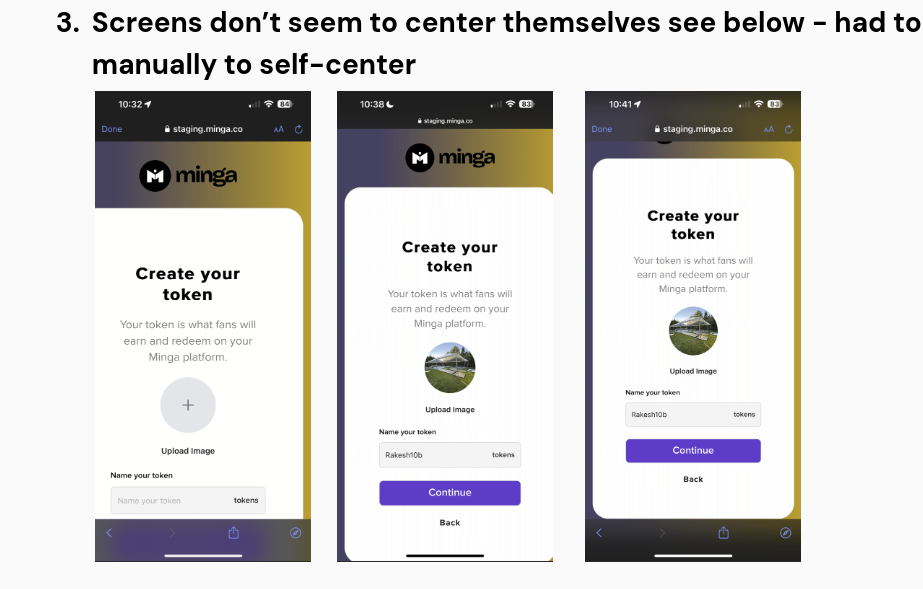 3. Screens don’t seem to center themselves see below - had to
manually to self-center
10:32
84
Done
staging.minga.co
AA
minga
Create your
token
Your token is what fans will
earn and redeem on your
Minga platform.
+
Upload Image
Name your token
Name your token
tokens
10:38
83
staging.minga.co
minga
Create your
token
Your token is what fans will
earn and redeem on your
Minga platform.
Upload Image
Name your token
Rakesh10b
tokens
Continue
Back
10:41
83
Done
staging.minga.co
AA
Create your
token
Your token is what fans will
earn and redeem on your
Minga platform.
Upload Image
Name your token
Rakesh10b
tokens
Continue
Back